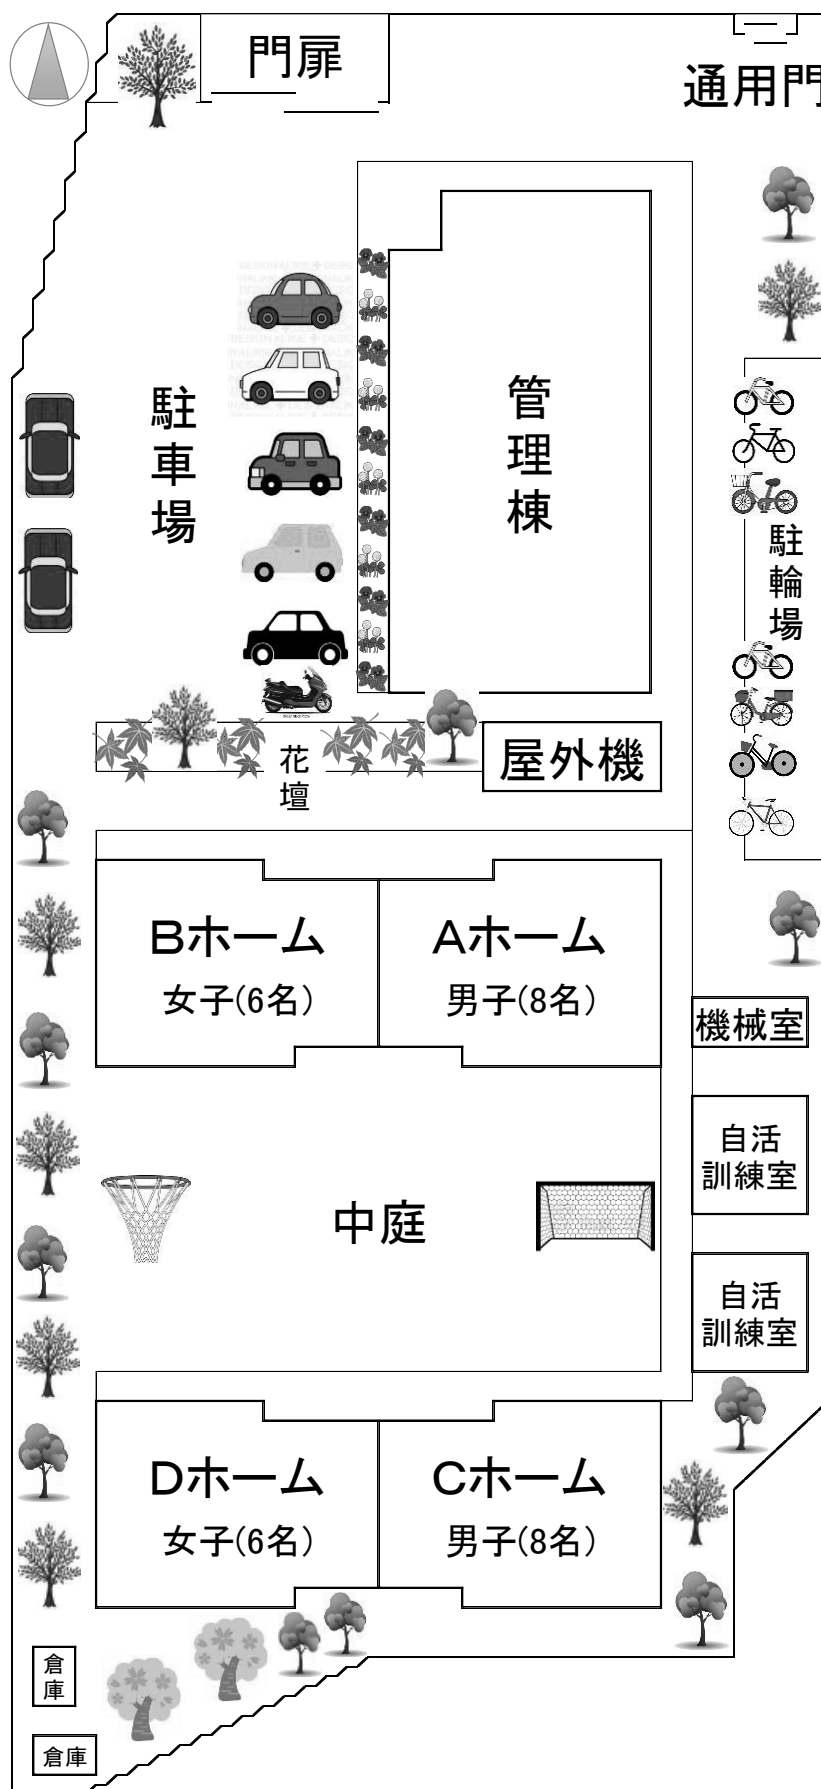 門扉
通用門
駐車場
管理棟
駐輪場
花壇
屋外機
Bホーム
女子(6名)
Aホーム
男子(8名)
機械室
自活
訓練室
中庭
自活
訓練室
Dホーム
女子(6名)
Cホーム
男子(8名)
倉庫
倉庫